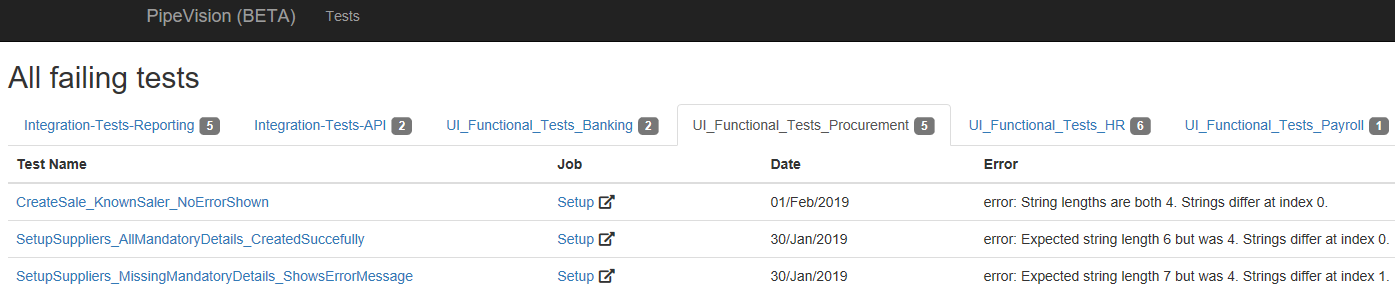 PipeVision (BETA) Tests
All failing tests
Integration-Tests-Reporting 5 Integration-Tests-API 2 UI_Functional_Tests_Banking 2 UI_Functional_Tests_Procurement 5 UI_Functional_Tests_HR 6 UI_Functional_Tests_Payroll 1
Test Name Job Date Error
CreateSale_KnownSaler_NoErrorShown Setup 01/Feb/2019 error: String lengths are both 4. Strings differ at index 0.
SetupSuppliers_AllMandatoryDetails_CreatedSuccefully Setup 30/Jan/2019 error: Expected string length 6 but was 4. Strings differ at index 0.
SetupSuppliers_MissingMandatoryDetails_ShowsErrorMessage Setup 30/Jan/2019 error: Expected string length 7 but was 4. Strings differ at index 1.